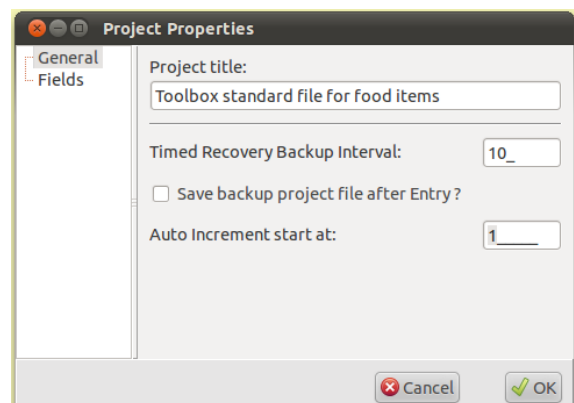 Project Properties
General
Fields
Project title:
Toolbox standard file for food items
Timed Recovery Backup Interval: 10_
Save backup project file after Entry ?
Auto Increment start at: 1_____
Cancel OK